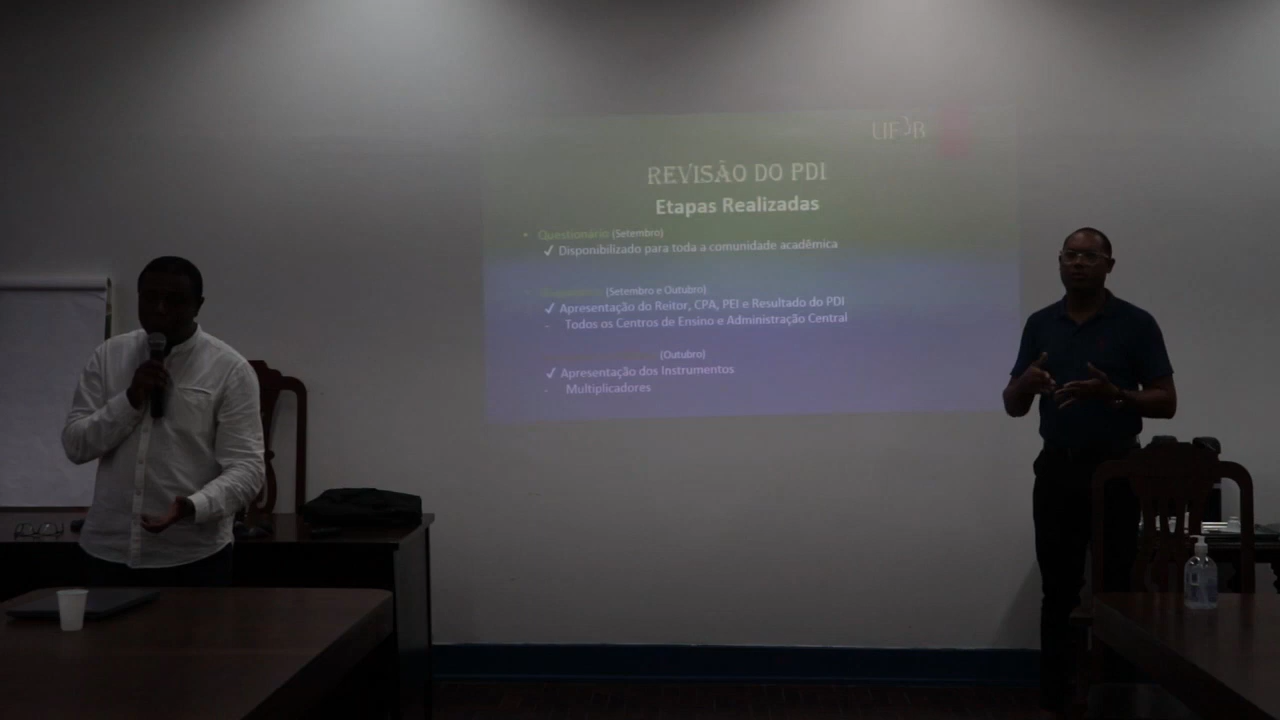 UFRB
REVISÃO DO PDI
Etapas Realizadas
• Questionário (Setembro)
✓ Disponibilizado para toda a comunidade acadêmica
(Setembro e Outubro)
✓ Apresentação do Reitor, CPA, PEI e Resultado do PDI
- Todos os Centros de Ensino e Administração Central
(Outubro)
✓ Apresentação dos Instrumentos
- Multiplicadores